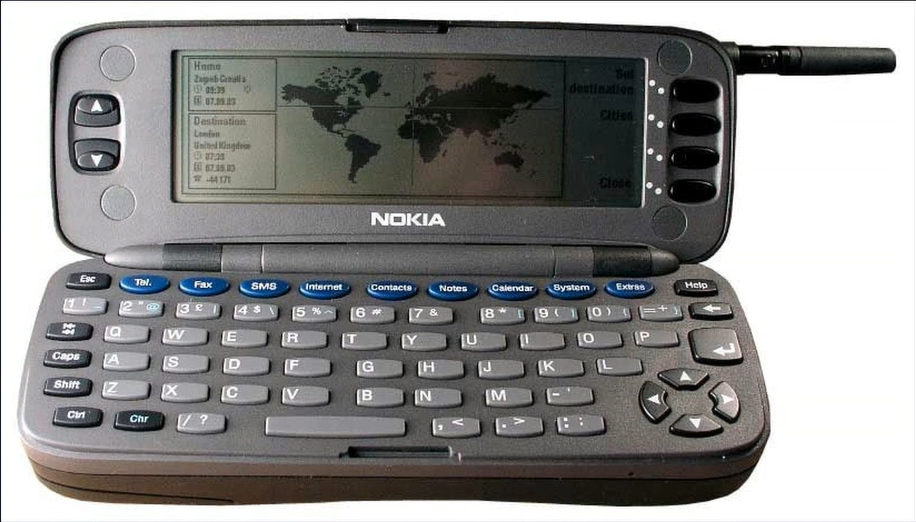 Home
Zagreb Croatia
09:39
07.09.03
Destination
London
United Kingdom
07:39
07.09.03
+44 171
Set
destination
Cities
Close
NOKIA
Esc Tel. Fax SMS Internet Contacts Notes Calendar System Extras Help
1 ! 2 " @ 3 £ 4 $ \ 5 % ^ 6 # 7 & 8 * [ 9 ( ] 0 ) { = + } ←
Q W E R T Y U I O P
Caps A S D F G H J K L
Shift Z X C V B N M - '
Ctrl Chr / ? , < . > : ;